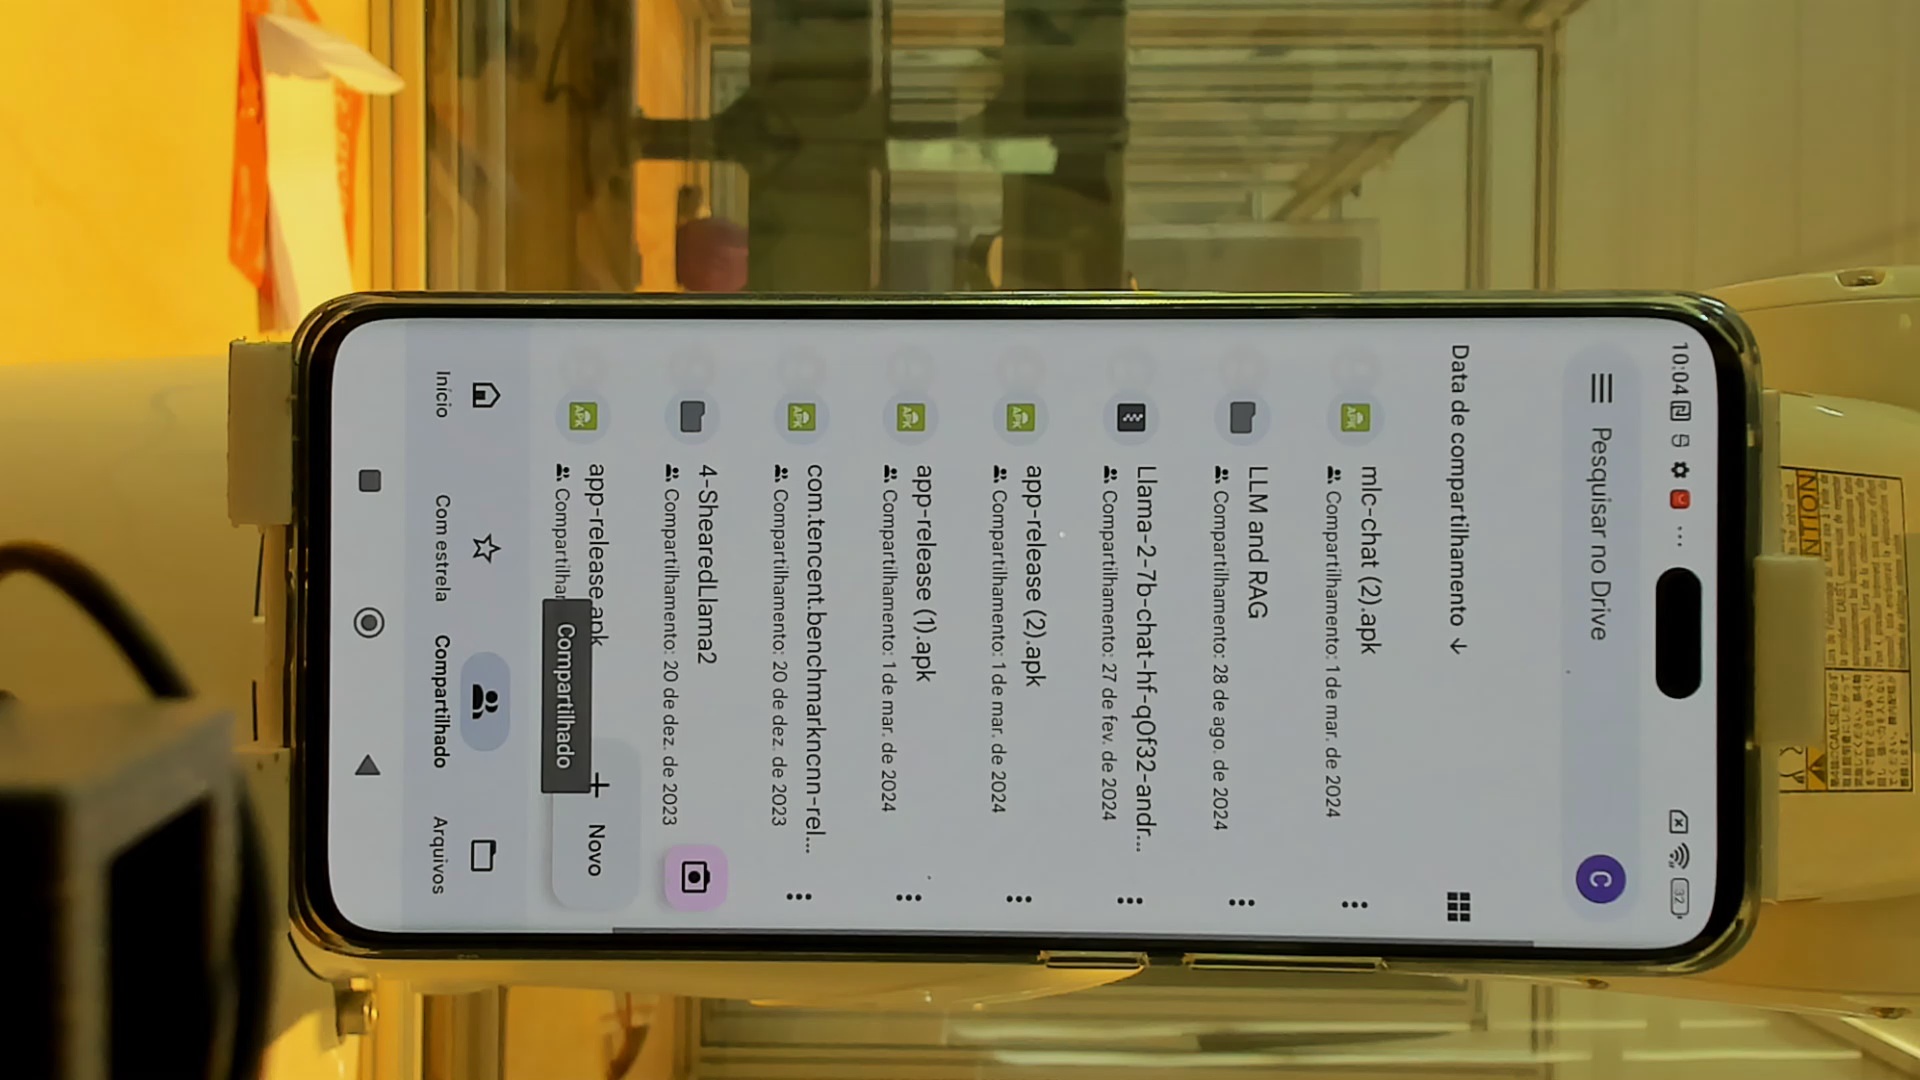 10:04
32
Pesquisar no Drive
C
Data de compartilhamento ↓
mlc-chat (2).apk
Compartilhamento: 1 de mar. de 2024
LLM and RAG
Compartilhamento: 28 de ago. de 2024
Llama-2-7b-chat-hf-q0f32-andr...
Compartilhamento: 27 de fev. de 2024
app-release (2).apk
Compartilhamento: 1 de mar. de 2024
app-release (1).apk
Compartilhamento: 1 de mar. de 2024
com.tencent.benchmarkncnn-rel...
Compartilhamento: 20 de dez. de 2023
4-ShearedLlama2
Compartilhamento: 20 de dez. de 2023
app-release.apk
Compartilha
Compartilhado
+ Novo
Início
Com estrela
Compartilhado
Arquivos